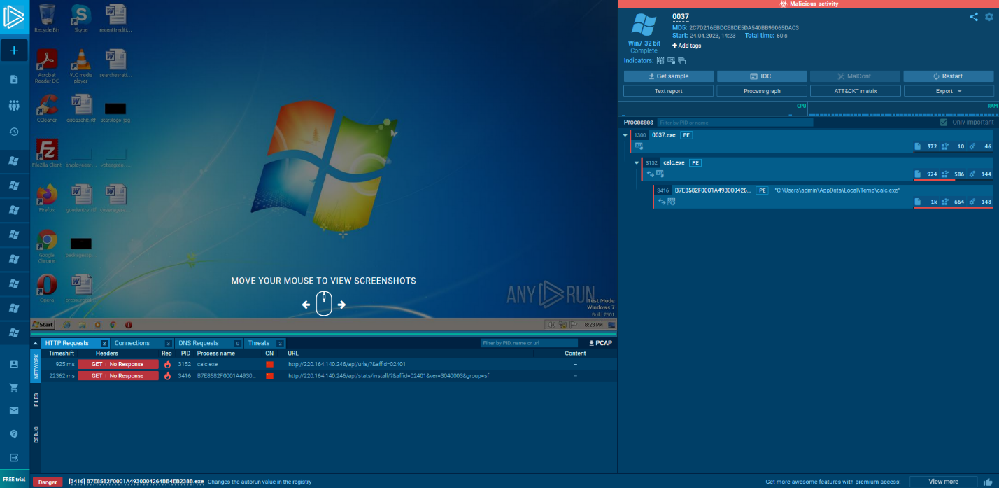 Malicious activity
Recycle Bin
Skype
recenttraditi...
Acrobat Reader DC
VLC media player
searchesrati...
CCleaner
diseasehit.rtf
starslogo.jpg
FileZilla Client
employeear...
Firefox
geodentry.rtf
Google Chrome
Opera
MOVE YOUR MOUSE TO VIEW SCREENSHOTS
ANY RUN
Test Mode
Windows 7
Build 7601
Start
8:23 PM
0037
MD5: 2C7D216EBDCEBDE5DA540BB99065DAC3
Start: 24.04.2023, 14:23 Total time: 60 s
Win7 32 bit
Complete
+ Add tags
Indicators:
Get sample
IOC
MalConf
Restart
Text report
Process graph
ATT&CK™ matrix
Export
CPU
RAM
Processes Filter by PID or name Only important
1300 0037.exe PE
372 10 46
3152 calc.exe PE
924 586 144
3416 B7E8582F0001A493000426... PE "C:\Users\admin\AppData\Local\Temp\calc.exe"
1k 664 148
HTTP Requests 2 Connections 3 DNS Requests 0 Threats 2 Filter by PID, name or url PCAP
NETWORK
FILES
DEBUG
Timeshift Headers Rep PID Process name CN URL Content
925 ms GET | No Response 3152 calc.exe http://220.164.140.246/api/urls/?&affid=02401 –
22362 ms GET | No Response 3416 B7E8582F0001A4930... http://220.164.140.246/api/stats/install/?&affid=02401&ver=3040003&group=sf –
FREE trial
Danger [3416] B7E8582F0001A4930004264BB4EB238B.exe Changes the autorun value in the registry
Get more awesome features with premium access! View more